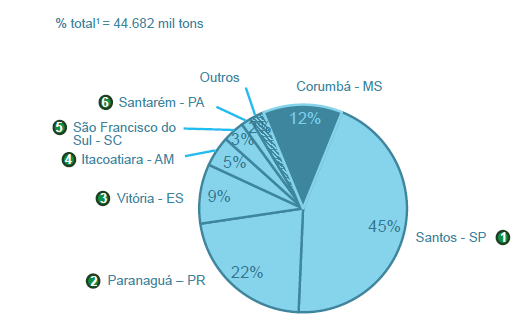 % total¹ = 44.682 mil tons
Outros
Corumbá - MS
6 Santarém - PA
12%
5 São Francisco do
Sul - SC
3%
4 Itacoatiara - AM
5%
3 Vitória - ES
9%
45%
Santos - SP 1
22%
2 Paranaguá – PR